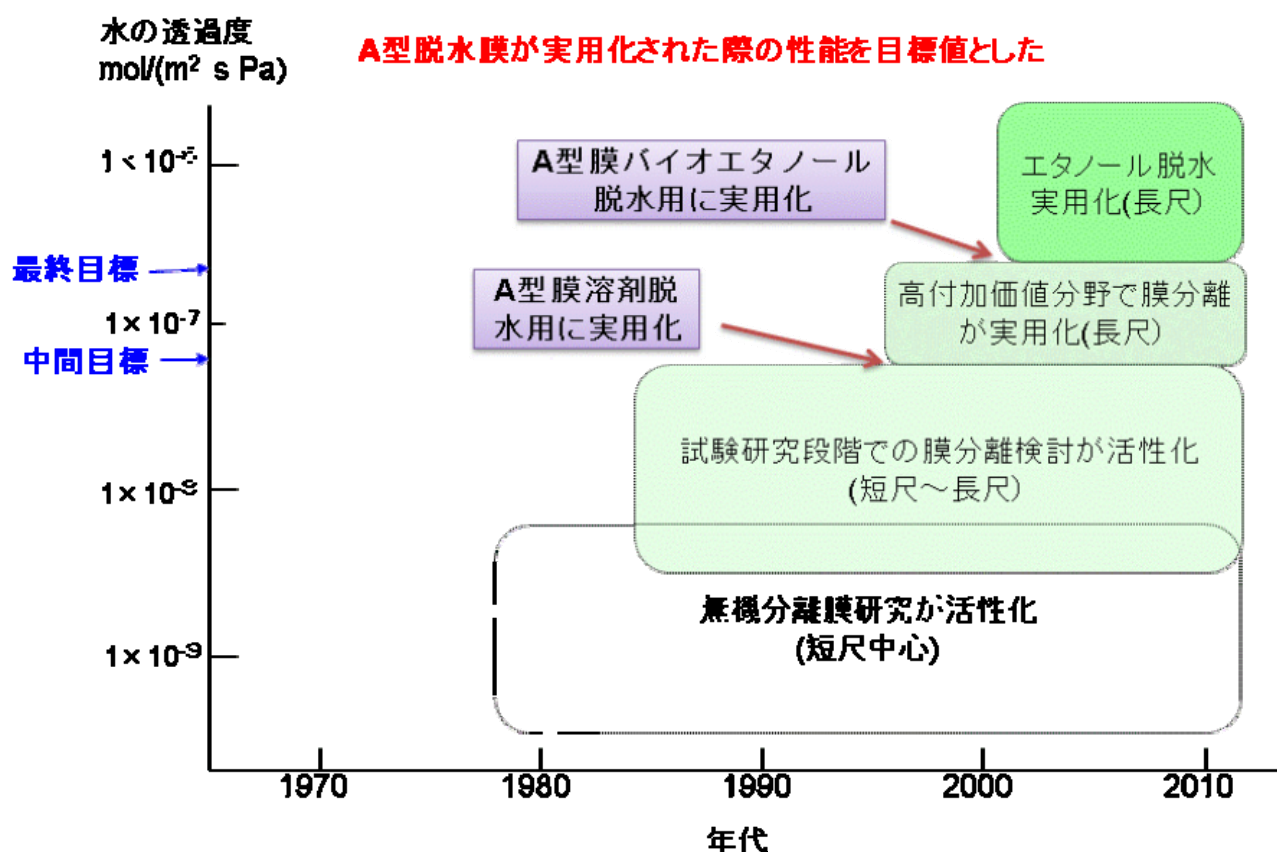 水の透過度
mol/(m² s Pa)
A型脱水膜が実用化された際の性能を目標値とした
A型膜バイオエタノール
脱水用に実用化
エタノール脱水
実用化(長尺)
最終目標
A型膜溶剤脱
水用に実用化
高付加価値分野で膜分離
が実用化(長尺)
1×10⁻⁷
中間目標
試験研究段階での膜分離検討が活性化
(短尺～長尺)
無機分離膜研究が活性化
(短尺中心)
1×10⁻⁹
1970
1980
1990
2000
2010
年代